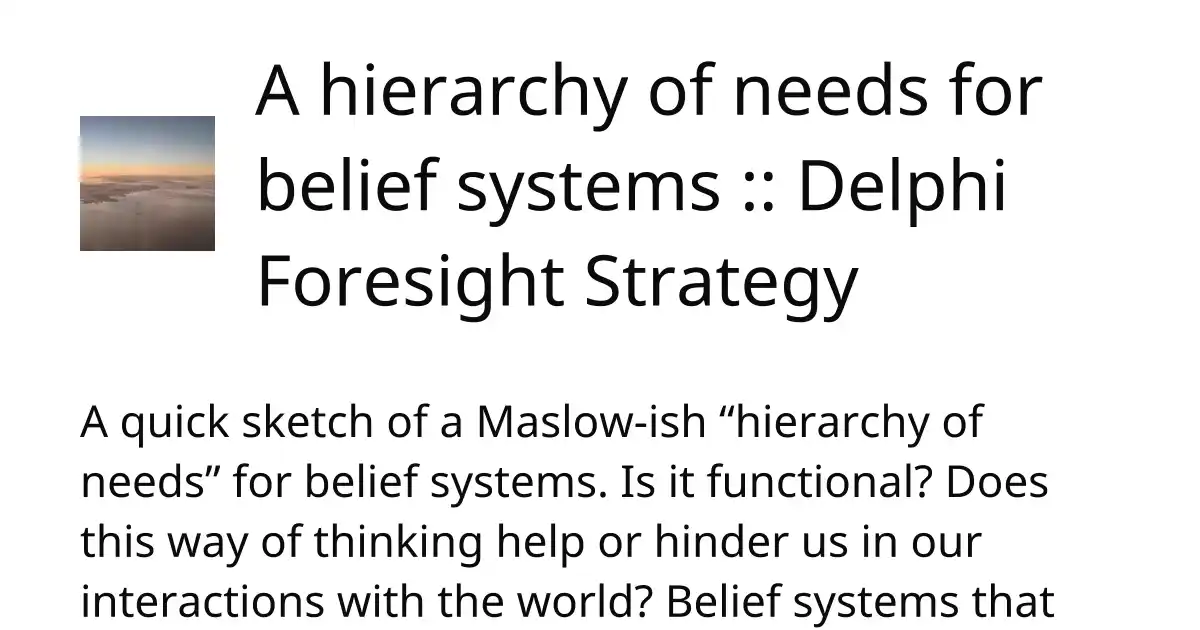 A hierarchy of needs for
belief systems :: Delphi
Foresight Strategy
A quick sketch of a Maslow-ish “hierarchy of
needs” for belief systems. Is it functional? Does
this way of thinking help or hinder us in our
interactions with the world? Belief systems that